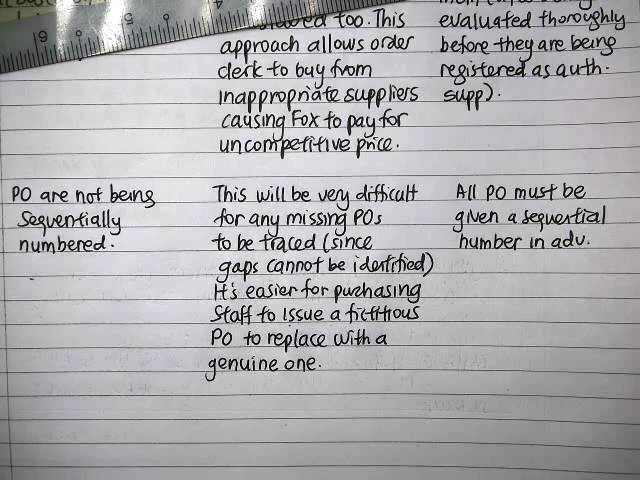 too. This
approach allows order
clerk to buy from
inappropriate suppliers
causing Fox to pay for
uncompetitive price.
evaluated thoroughly
before they are being
registered as auth.
supp).
PO are not being
Sequentially
numbered.
This will be very difficult
for any missing POs
to be traced (since
gaps cannot be identified)
It's easier for purchasing
Staff to issue a fictitious
PO to replace with a
genuine one.
All PO must be
given a sequential
number in adv.